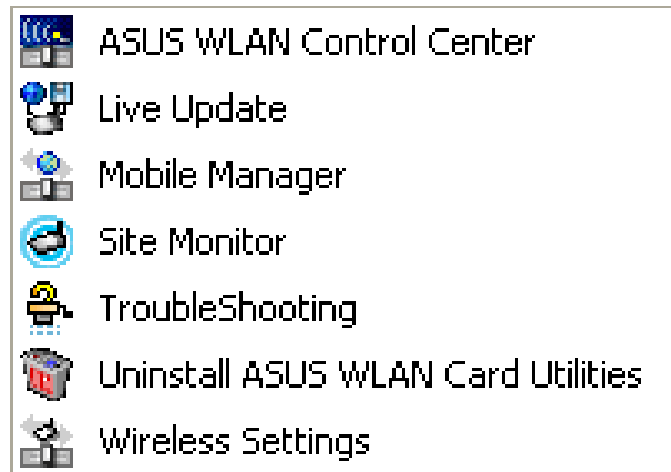 ASUS WLAN Control Center
Live Update
Mobile Manager
Site Monitor
TroubleShooting
Uninstall ASUS WLAN Card Utilities
Wireless Settings